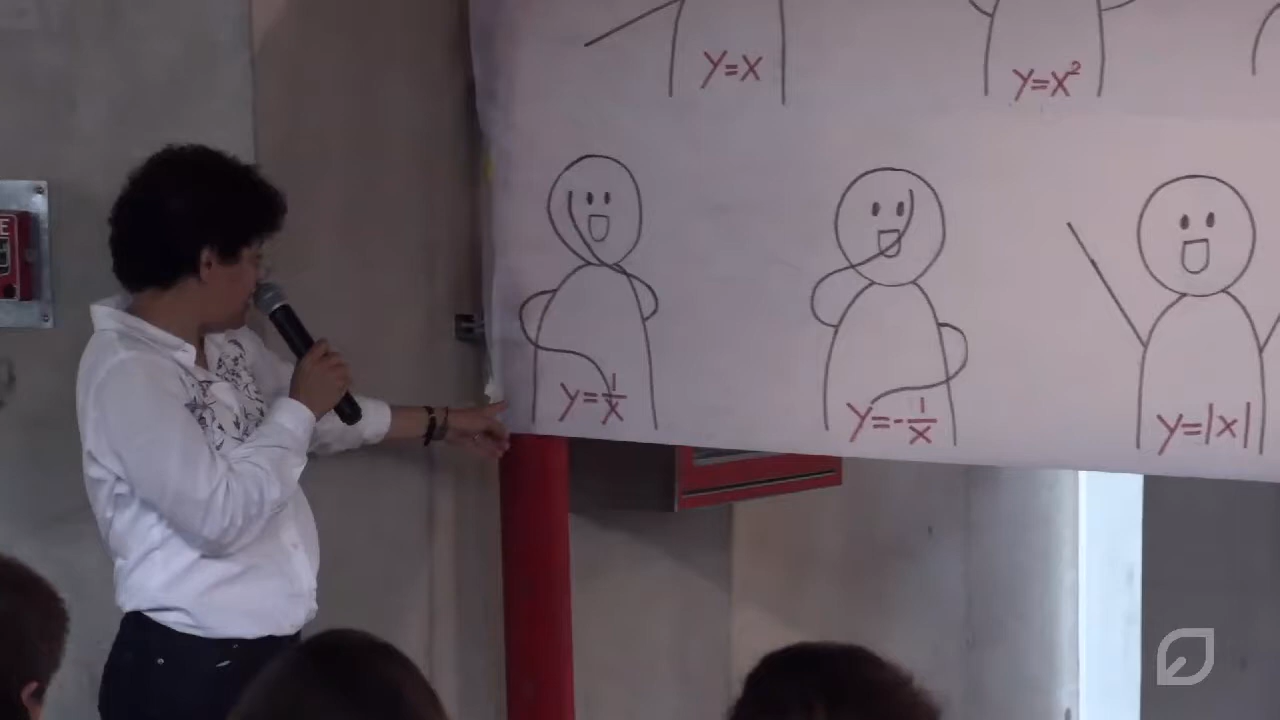 y=x
y=x²
y=1/x
y=-1/x
y=|x|